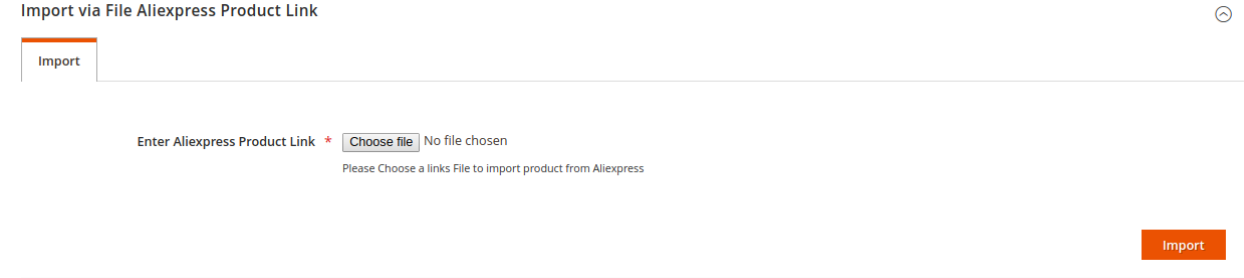 Import via File Aliexpress Product Link
Import
Enter Aliexpress Product Link * Choose file No file chosen
Please Choose a links File to import product from Aliexpress
Import